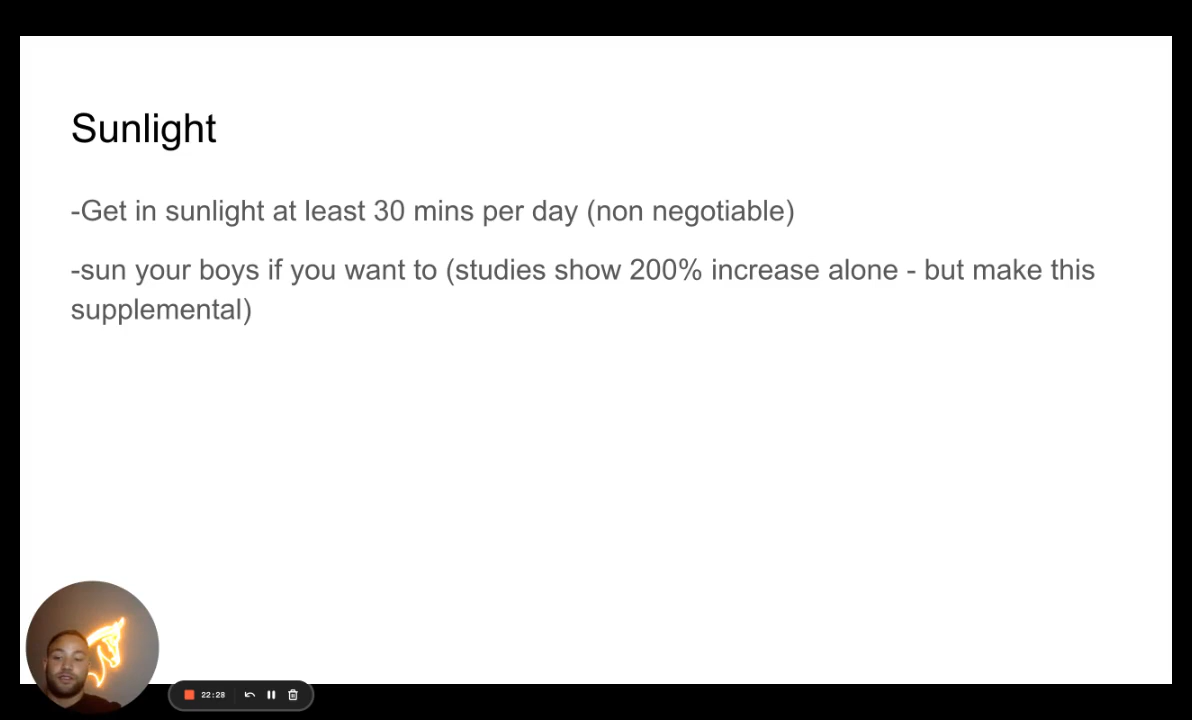 Sunlight
-Get in sunlight at least 30 mins per day (non negotiable)
-sun your boys if you want to (studies show 200% increase alone - but make this
supplemental)
22:28